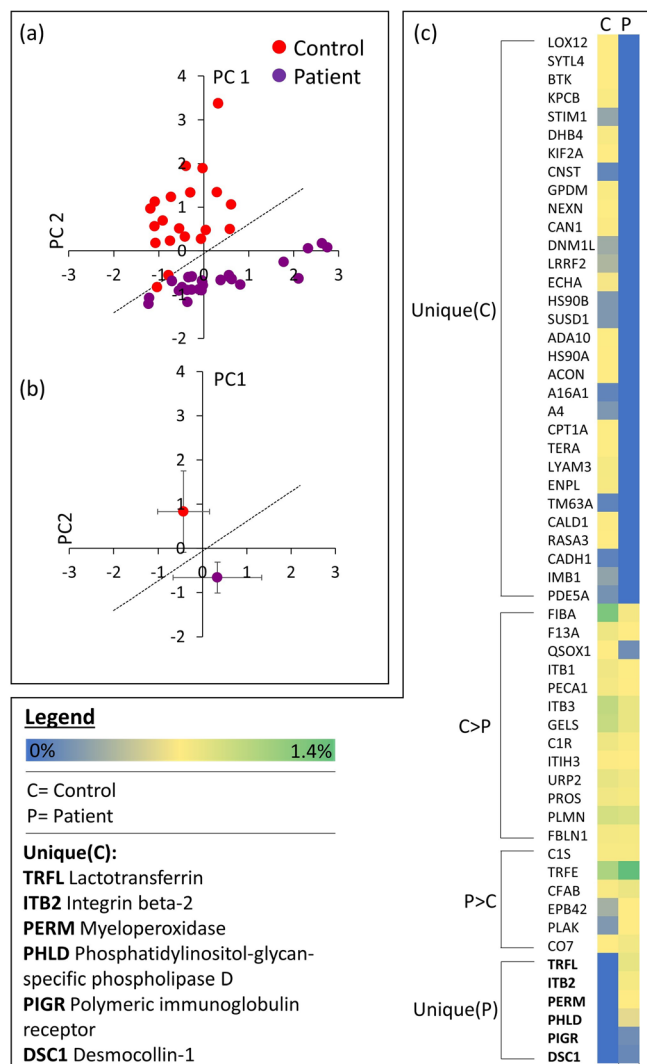 (a)
Control
Patient
PC 1
4
3
2
1
0
-3 -2 -1 0 1 2 3
-1
-2
PC 2
(b)
PC1
4
3
2
1
0
-3 -2 -1 0 1 2 3
-1
-2
PC2
Legend
0% 1.4%
C= Control
P= Patient
Unique(C):
TRFL Lactotransferrin
ITB2 Integrin beta-2
PERM Myeloperoxidase
PHLD Phosphatidylinositol-glycan-
specific phospholipase D
PIGR Polymeric immunoglobulin
receptor
DSC1 Desmocollin-1
(c)
C P
Unique(C)
LOX12
SYTL4
BTK
KPCB
STIM1
DHB4
KIF2A
CNST
GPDM
NEXN
CAN1
DNM1L
LRRF2
ECHA
HS90B
SUSD1
ADA10
HS90A
ACON
A16A1
A4
CPT1A
TERA
LYAM3
ENPL
TM63A
CALD1
RASA3
CADH1
IMB1
PDE5A
C>P
FIBA
F13A
QSOX1
ITB1
PECA1
ITB3
GELS
C1R
ITIH3
URP2
PROS
PLMN
FBLN1
P>C
C1S
TRFE
CFAB
EPB42
PLAK
CO7
Unique(P)
TRFL
ITB2
PERM
PHLD
PIGR
DSC1